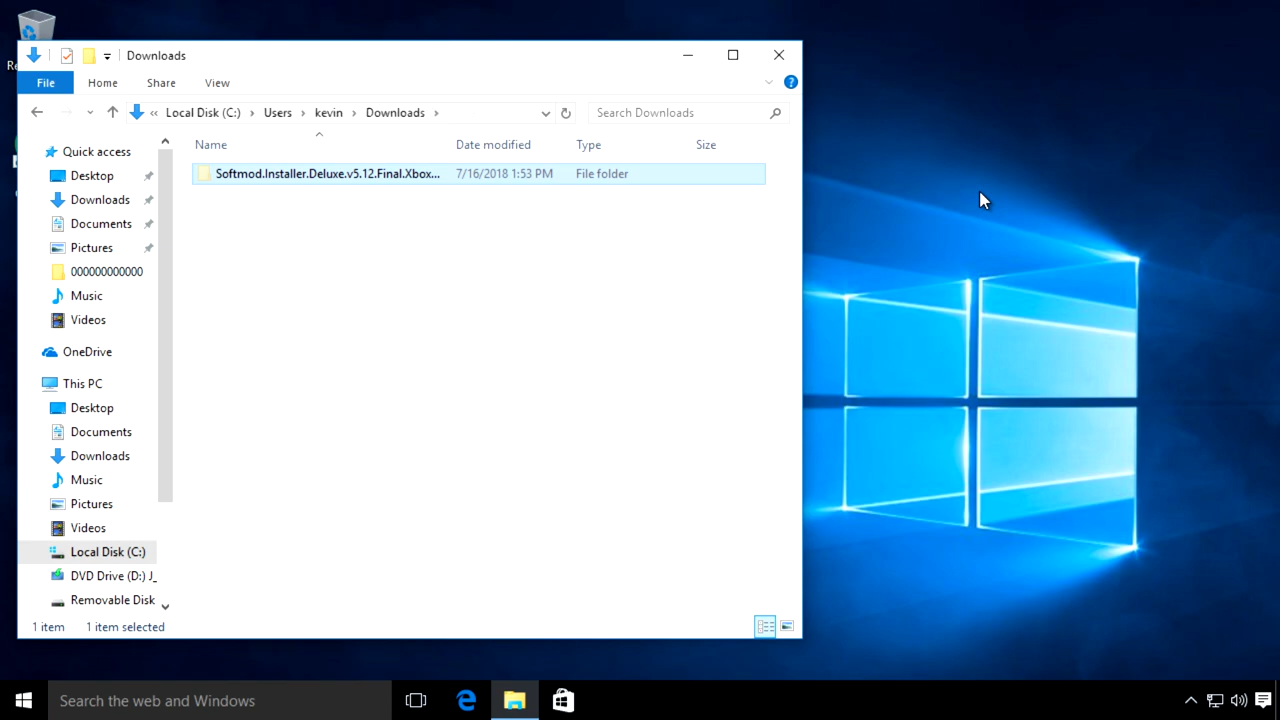 Re
Downloads
File Home Share View
« Local Disk (C:) › Users › kevin › Downloads › Search Downloads
Name Date modified Type Size
Softmod.Installer.Deluxe.v5.12.Final.Xbox... 7/16/2018 1:53 PM File folder
Quick access
Desktop
Downloads
Documents
Pictures
000000000000
Music
Videos
OneDrive
This PC
Desktop
Documents
Downloads
Music
Pictures
Videos
Local Disk (C:)
DVD Drive (D:) J_
Removable Disk
1 item 1 item selected
Search the web and Windows